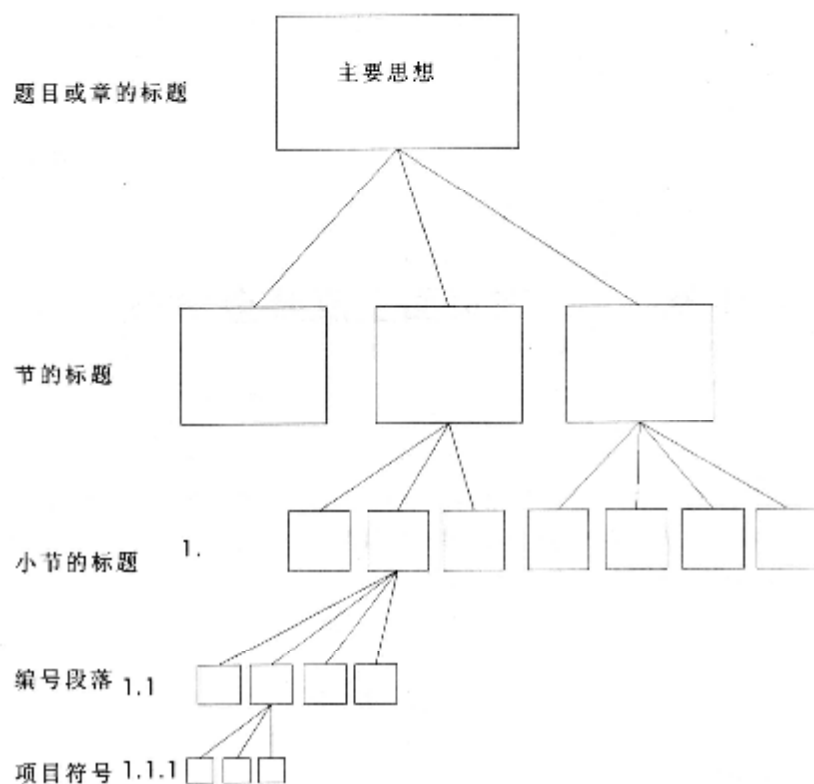 主要思想
题目或章的标题
节的标题
小节的标题 1.
编号段落 1.1
项目符号 1.1.1